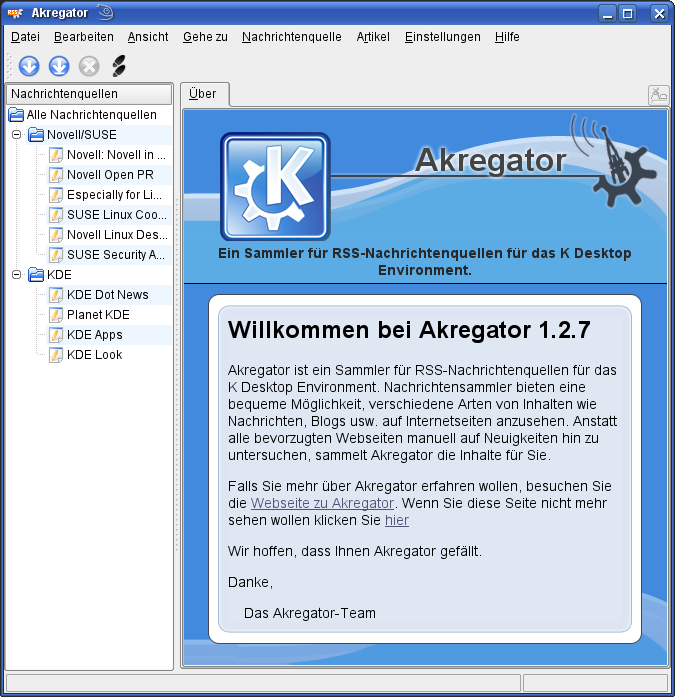 RSS Akregator
Datei Bearbeiten Ansicht Gehe zu Nachrichtenquelle Artikel Einstellungen Hilfe
Nachrichtenquellen
Alle Nachrichtenquellen
Novell/SUSE
Novell: Novell in ...
Novell Open PR
Especially for Li...
SUSE Linux Coo...
Novell Linux Des...
SUSE Security A...
KDE
KDE Dot News
Planet KDE
KDE Apps
KDE Look
Über
K
Akregator
Ein Sammler für RSS-Nachrichtenquellen für das K Desktop
Environment.
Willkommen bei Akregator 1.2.7
Akregator ist ein Sammler für RSS-Nachrichtenquellen für das
K Desktop Environment. Nachrichtensammler bieten eine
bequeme Möglichkeit, verschiedene Arten von Inhalten wie
Nachrichten, Blogs usw. auf Internetseiten anzusehen. Anstatt
alle bevorzugten Webseiten manuell auf Neuigkeiten hin zu
untersuchen, sammelt Akregator die Inhalte für Sie.
Falls Sie mehr über Akregator erfahren wollen, besuchen Sie
die Webseite zu Akregator. Wenn Sie diese Seite nicht mehr
sehen wollen klicken Sie hier
Wir hoffen, dass Ihnen Akregator gefällt.
Danke,
Das Akregator-Team